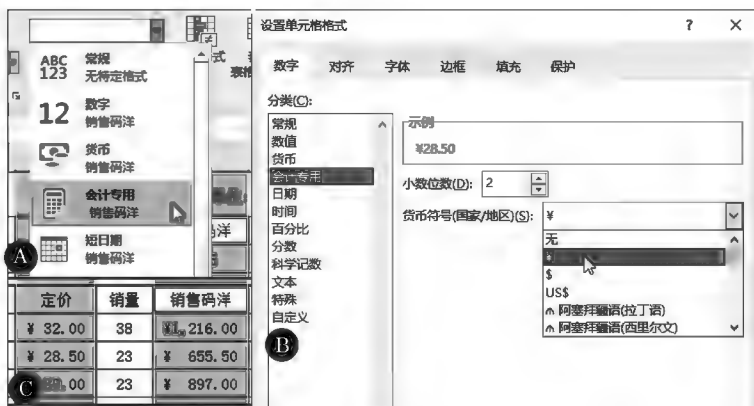 ABC
123
常规
无特定格式
12
数字
销售码洋
货币
销售码洋
会计专用
销售码洋
短日期
销售码洋
式
A
定价 销量 销售码洋
¥ 32.00 38 216.00
¥ 28.50 23 ¥ 655.50
.00 23 ¥ 897.00
C
设置单元格格式 ? ×
数字 对齐 字体 边框 填充 保护
分类(C):
常规
数值
货币
会计专用
日期
时间
百分比
分数
科学记数
文本
特殊
自定义
B
示例
¥28.50
小数位数(D): 2
货币符号(国家/地区)(S): ¥
无
$
US$
阿塞拜疆语(拉丁语)
阿塞拜疆语(西里尔文)